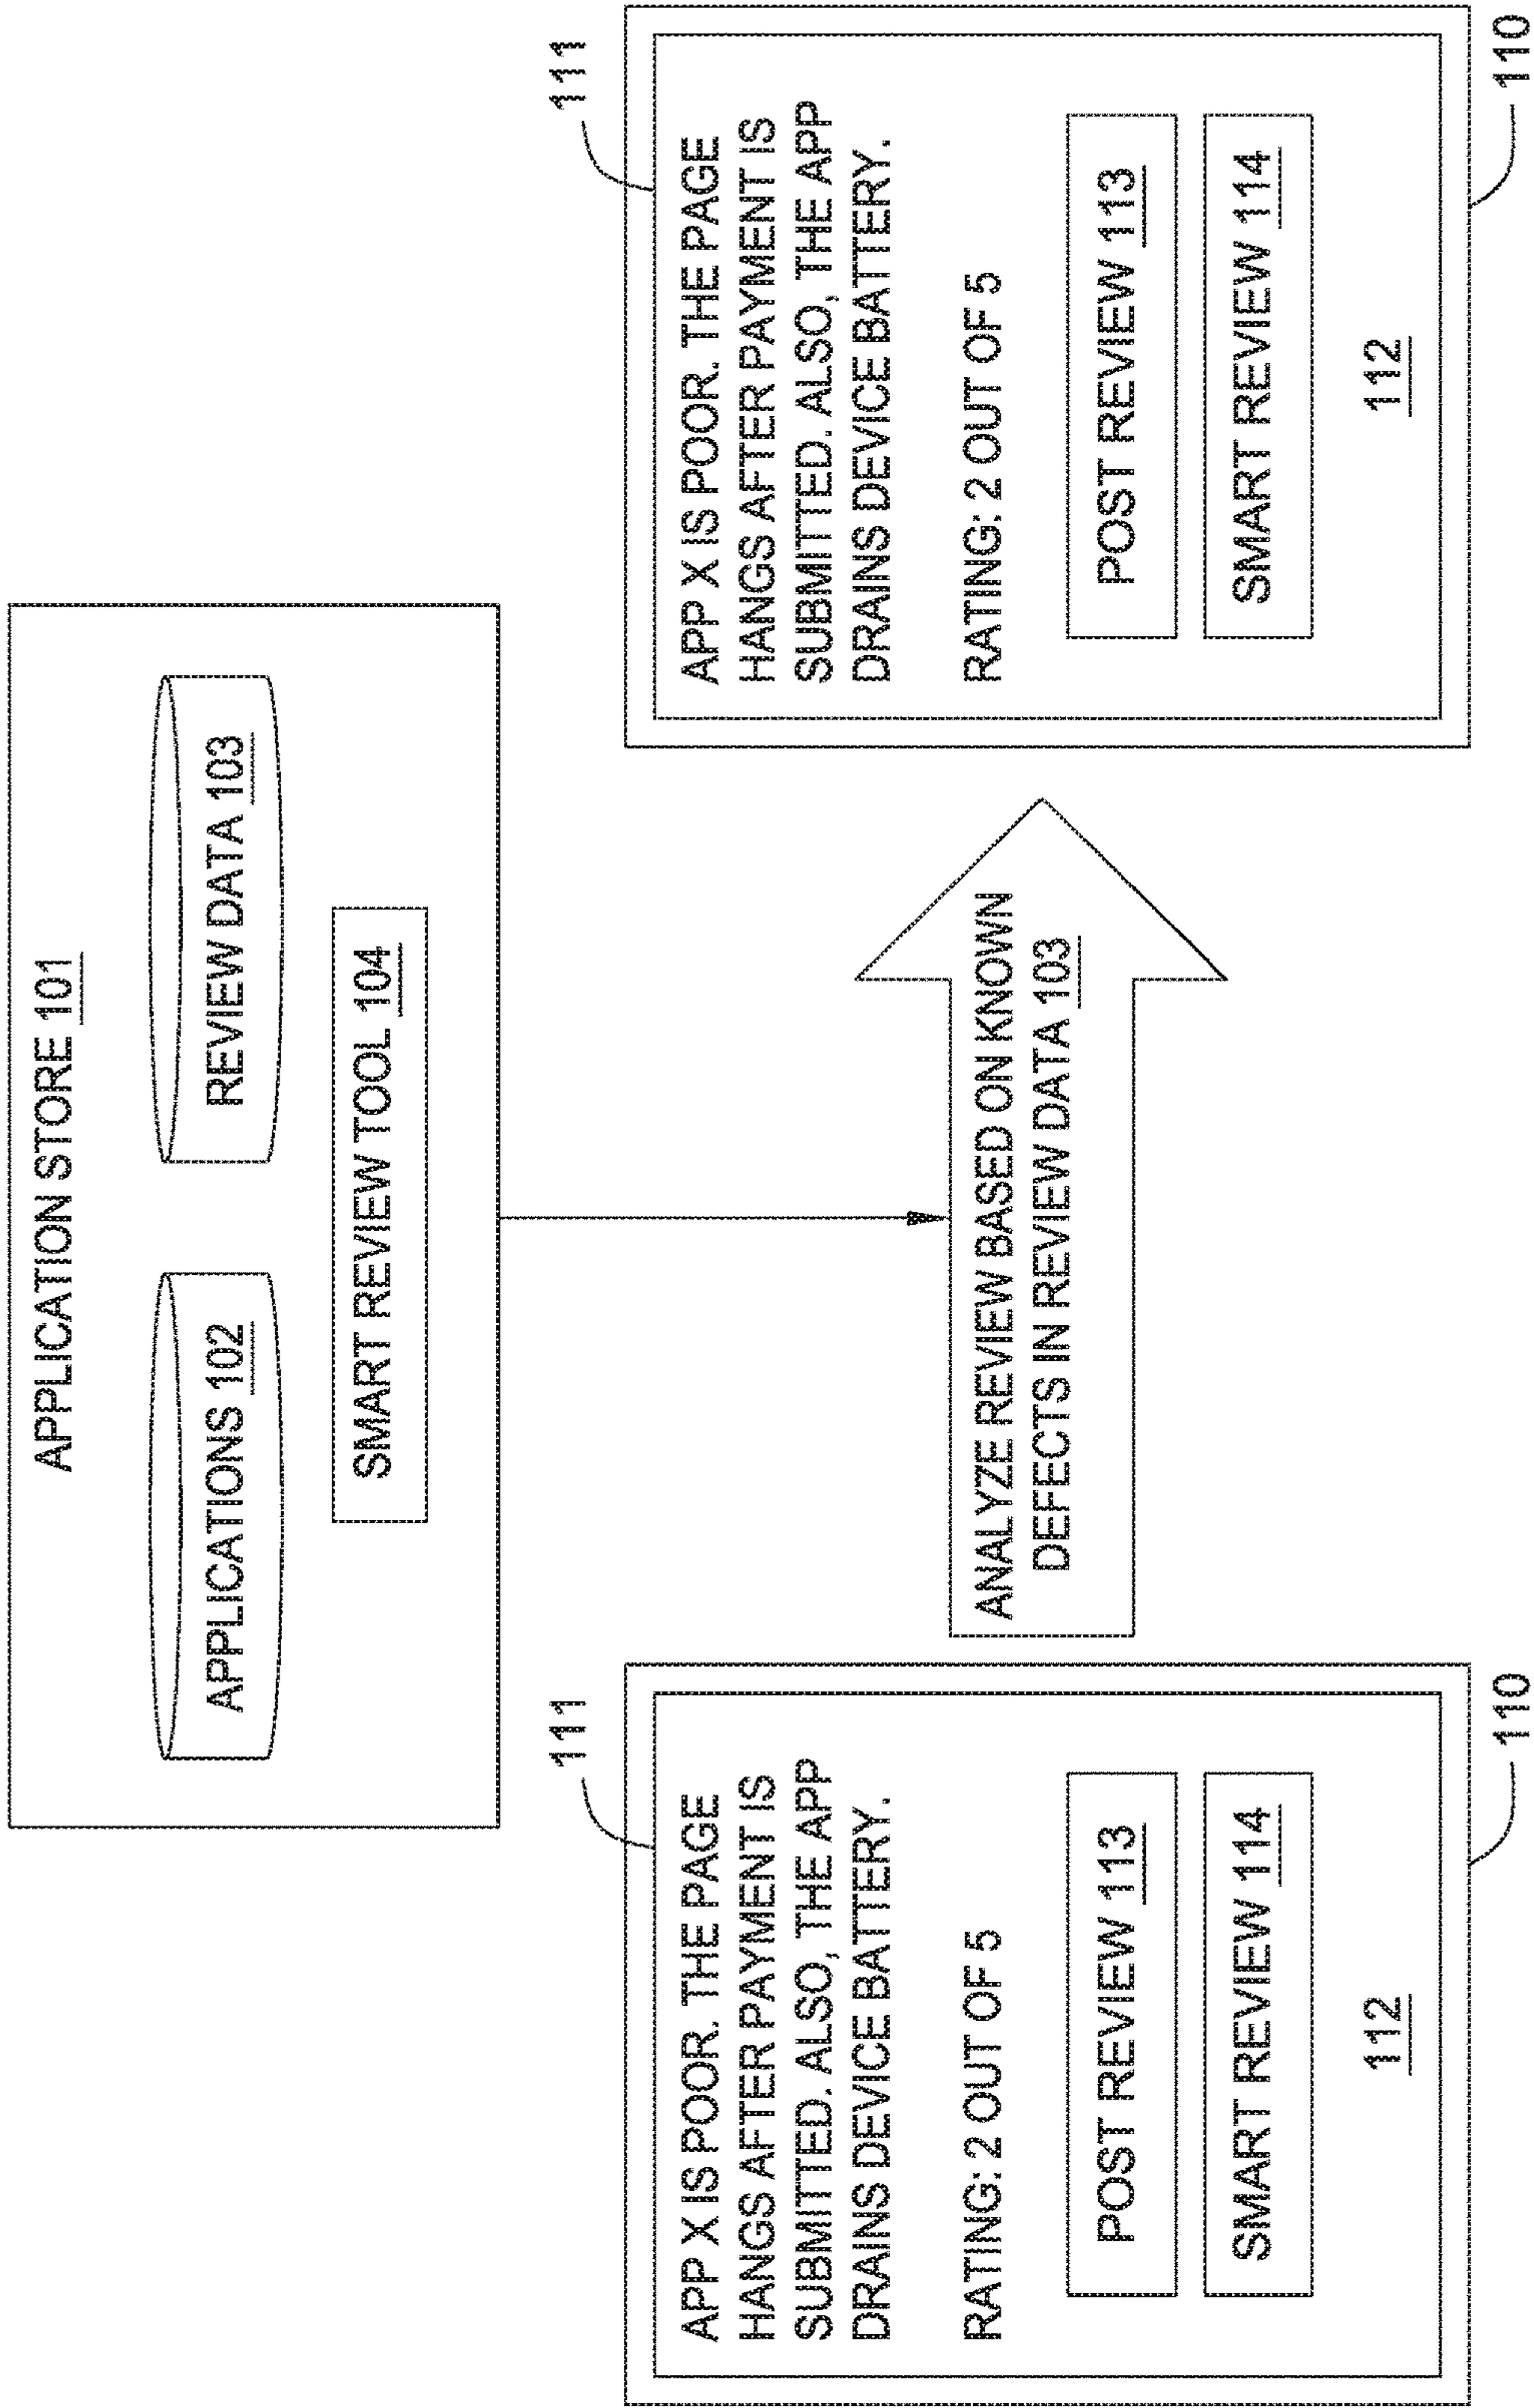 APPLICATION STORE 101
APPLICATIONS 102
REVIEW DATA 103
SMART REVIEW TOOL 104
111
APP X IS POOR. THE PAGE
HANGS AFTER PAYMENT IS
SUBMITTED. ALSO, THE APP
DRAINS DEVICE BATTERY.
RATING: 2 OUT OF 5
POST REVIEW 113
SMART REVIEW 114
112
110
ANALYZE REVIEW BASED ON KNOWN
DEFECTS IN REVIEW DATA 103
111
APP X IS POOR. THE PAGE
HANGS AFTER PAYMENT IS
SUBMITTED. ALSO, THE APP
DRAINS DEVICE BATTERY.
RATING: 2 OUT OF 5
POST REVIEW 113
SMART REVIEW 114
112
110